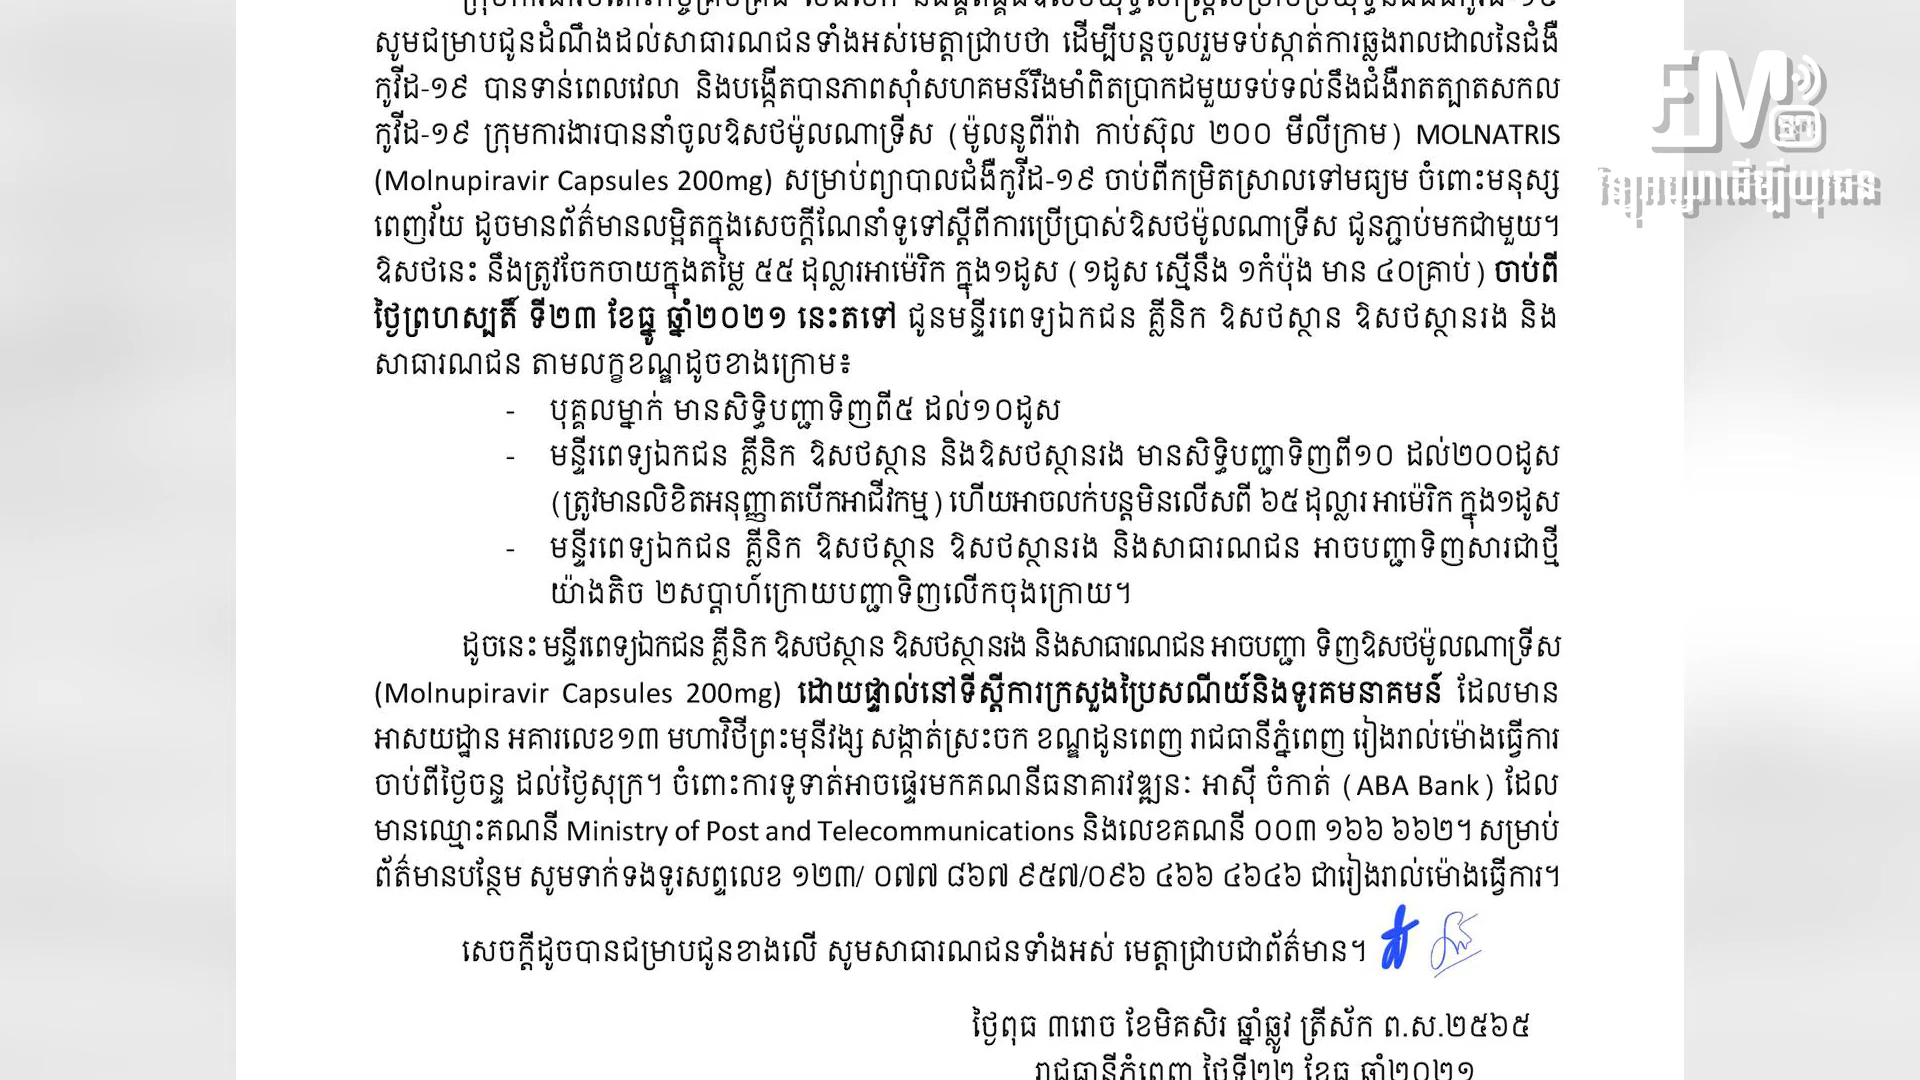 សូមជម្រាបជូនដំណឹងដល់សាធារណជនទាំងអស់មេត្តាជ្រាបថា ដើម្បីបន្តចូលរួមទប់ស្កាត់ការឆ្លងរាលដាលនៃជំងឺ
កូវីដ-១៩ បានទាន់ពេលវេលា និងបង្កើតបានភាពស៊ាំសហគមន៍រឹងមាំពិតប្រាកដមួយទប់ទល់នឹងជំងឺរាតត្បាតសកល
កូវីដ-១៩ ក្រុមការងារបាននាំចូលឱសថម៉ូលណាទ្រីស (ម៉ូលនូពីរ៉ាវា កាប់ស៊ុល ២០០ មីលីក្រាម) MOLNATRIS
(Molnupiravir Capsules 200mg) សម្រាប់ព្យាបាលជំងឺកូវីដ-១៩ ចាប់ពីកម្រិតស្រាលទៅមធ្យម ចំពោះមនុស្ស
ពេញវ័យ ដូចមានព័ត៌មានលម្អិតក្នុងសេចក្តីណែនាំទូទៅស្តីពីការប្រើប្រាស់ឱសថម៉ូលណាទ្រីស ជូនភ្ជាប់មកជាមួយ។
ឱសថនេះ នឹងត្រូវចែកចាយក្នុងតម្លៃ ៥៥ ដុល្លារអាម៉េរិក ក្នុង១ដូស (១ដូស ស្មើនឹង ១កំប៉ុង មាន ៤០គ្រាប់) ចាប់ពី
ថ្ងៃព្រហស្បតិ៍ ទី២៣ ខែធ្នូ ឆ្នាំ២០២១ នេះតទៅ ជូនមន្ទីរពេទ្យឯកជន គ្លីនិក ឱសថស្ថាន ឱសថស្ថានរង និង
សាធារណជន តាមលក្ខខណ្ឌដូចខាងក្រោម៖
- បុគ្គលម្នាក់ មានសិទ្ធិបញ្ជាទិញពី៥ ដល់១០ដូស
- មន្ទីរពេទ្យឯកជន គ្លីនិក ឱសថស្ថាន និងឱសថស្ថានរង មានសិទ្ធិបញ្ជាទិញពី១០ ដល់២០០ដូស
(ត្រូវមានលិខិតអនុញ្ញាតបើកអាជីវកម្ម) ហើយអាចលក់បន្តមិនលើសពី ៦៥ ដុល្លារអាម៉េរិក ក្នុង១ដូស
- មន្ទីរពេទ្យឯកជន គ្លីនិក ឱសថស្ថាន ឱសថស្ថានរង និងសាធារណជន អាចបញ្ជាទិញសារជាថ្មី
យ៉ាងតិច ២សប្តាហ៍ក្រោយបញ្ជាទិញលើកចុងក្រោយ។
ដូចនេះ មន្ទីរពេទ្យឯកជន គ្លីនិក ឱសថស្ថាន ឱសថស្ថានរង និងសាធារណជន អាចបញ្ជា ទិញឱសថម៉ូលណាទ្រីស
(Molnupiravir Capsules 200mg) ដោយផ្ទាល់នៅទីស្តីការក្រសួងប្រៃសណីយ៍និងទូរគមនាគមន៍ ដែលមាន
អាសយដ្ឋាន អគារលេខ១៣ មហាវិថីព្រះមុនីវង្ស សង្កាត់ស្រះចក ខណ្ឌដូនពេញ រាជធានីភ្នំពេញ រៀងរាល់ម៉ោងធ្វើការ
ចាប់ពីថ្ងៃចន្ទ ដល់ថ្ងៃសុក្រ។ ចំពោះការទូទាត់អាចផ្ទេរមកគណនីធនាគារវឌ្ឍនៈ អាស៊ី ចំកាត់ (ABA Bank) ដែល
មានឈ្មោះគណនី Ministry of Post and Telecommunications និងលេខគណនី ០០៣ ១៦៦ ៦៦២។ សម្រាប់
ព័ត៌មានបន្ថែម សូមទាក់ទងទូរសព្ទលេខ ១២៣/ ០៧៧ ៨៦៧ ៩៥៧/០៩៦ ៤៦៦ ៤៦៤៦ ជារៀងរាល់ម៉ោងធ្វើការ។
សេចក្តីដូចបានជម្រាបជូនខាងលើ សូមសាធារណជនទាំងអស់ មេត្តាជ្រាបជាព័ត៌មាន។
ថ្ងៃពុធ ៣រោច ខែមិគសិរ ឆ្នាំឆ្លូវ ត្រីស័ក ព.ស.២៥៦៥
រាជធានីភ្នំពេញ ថ្ងៃទី២២ ខែធ្នូ ឆ្នាំ២០២១
FM